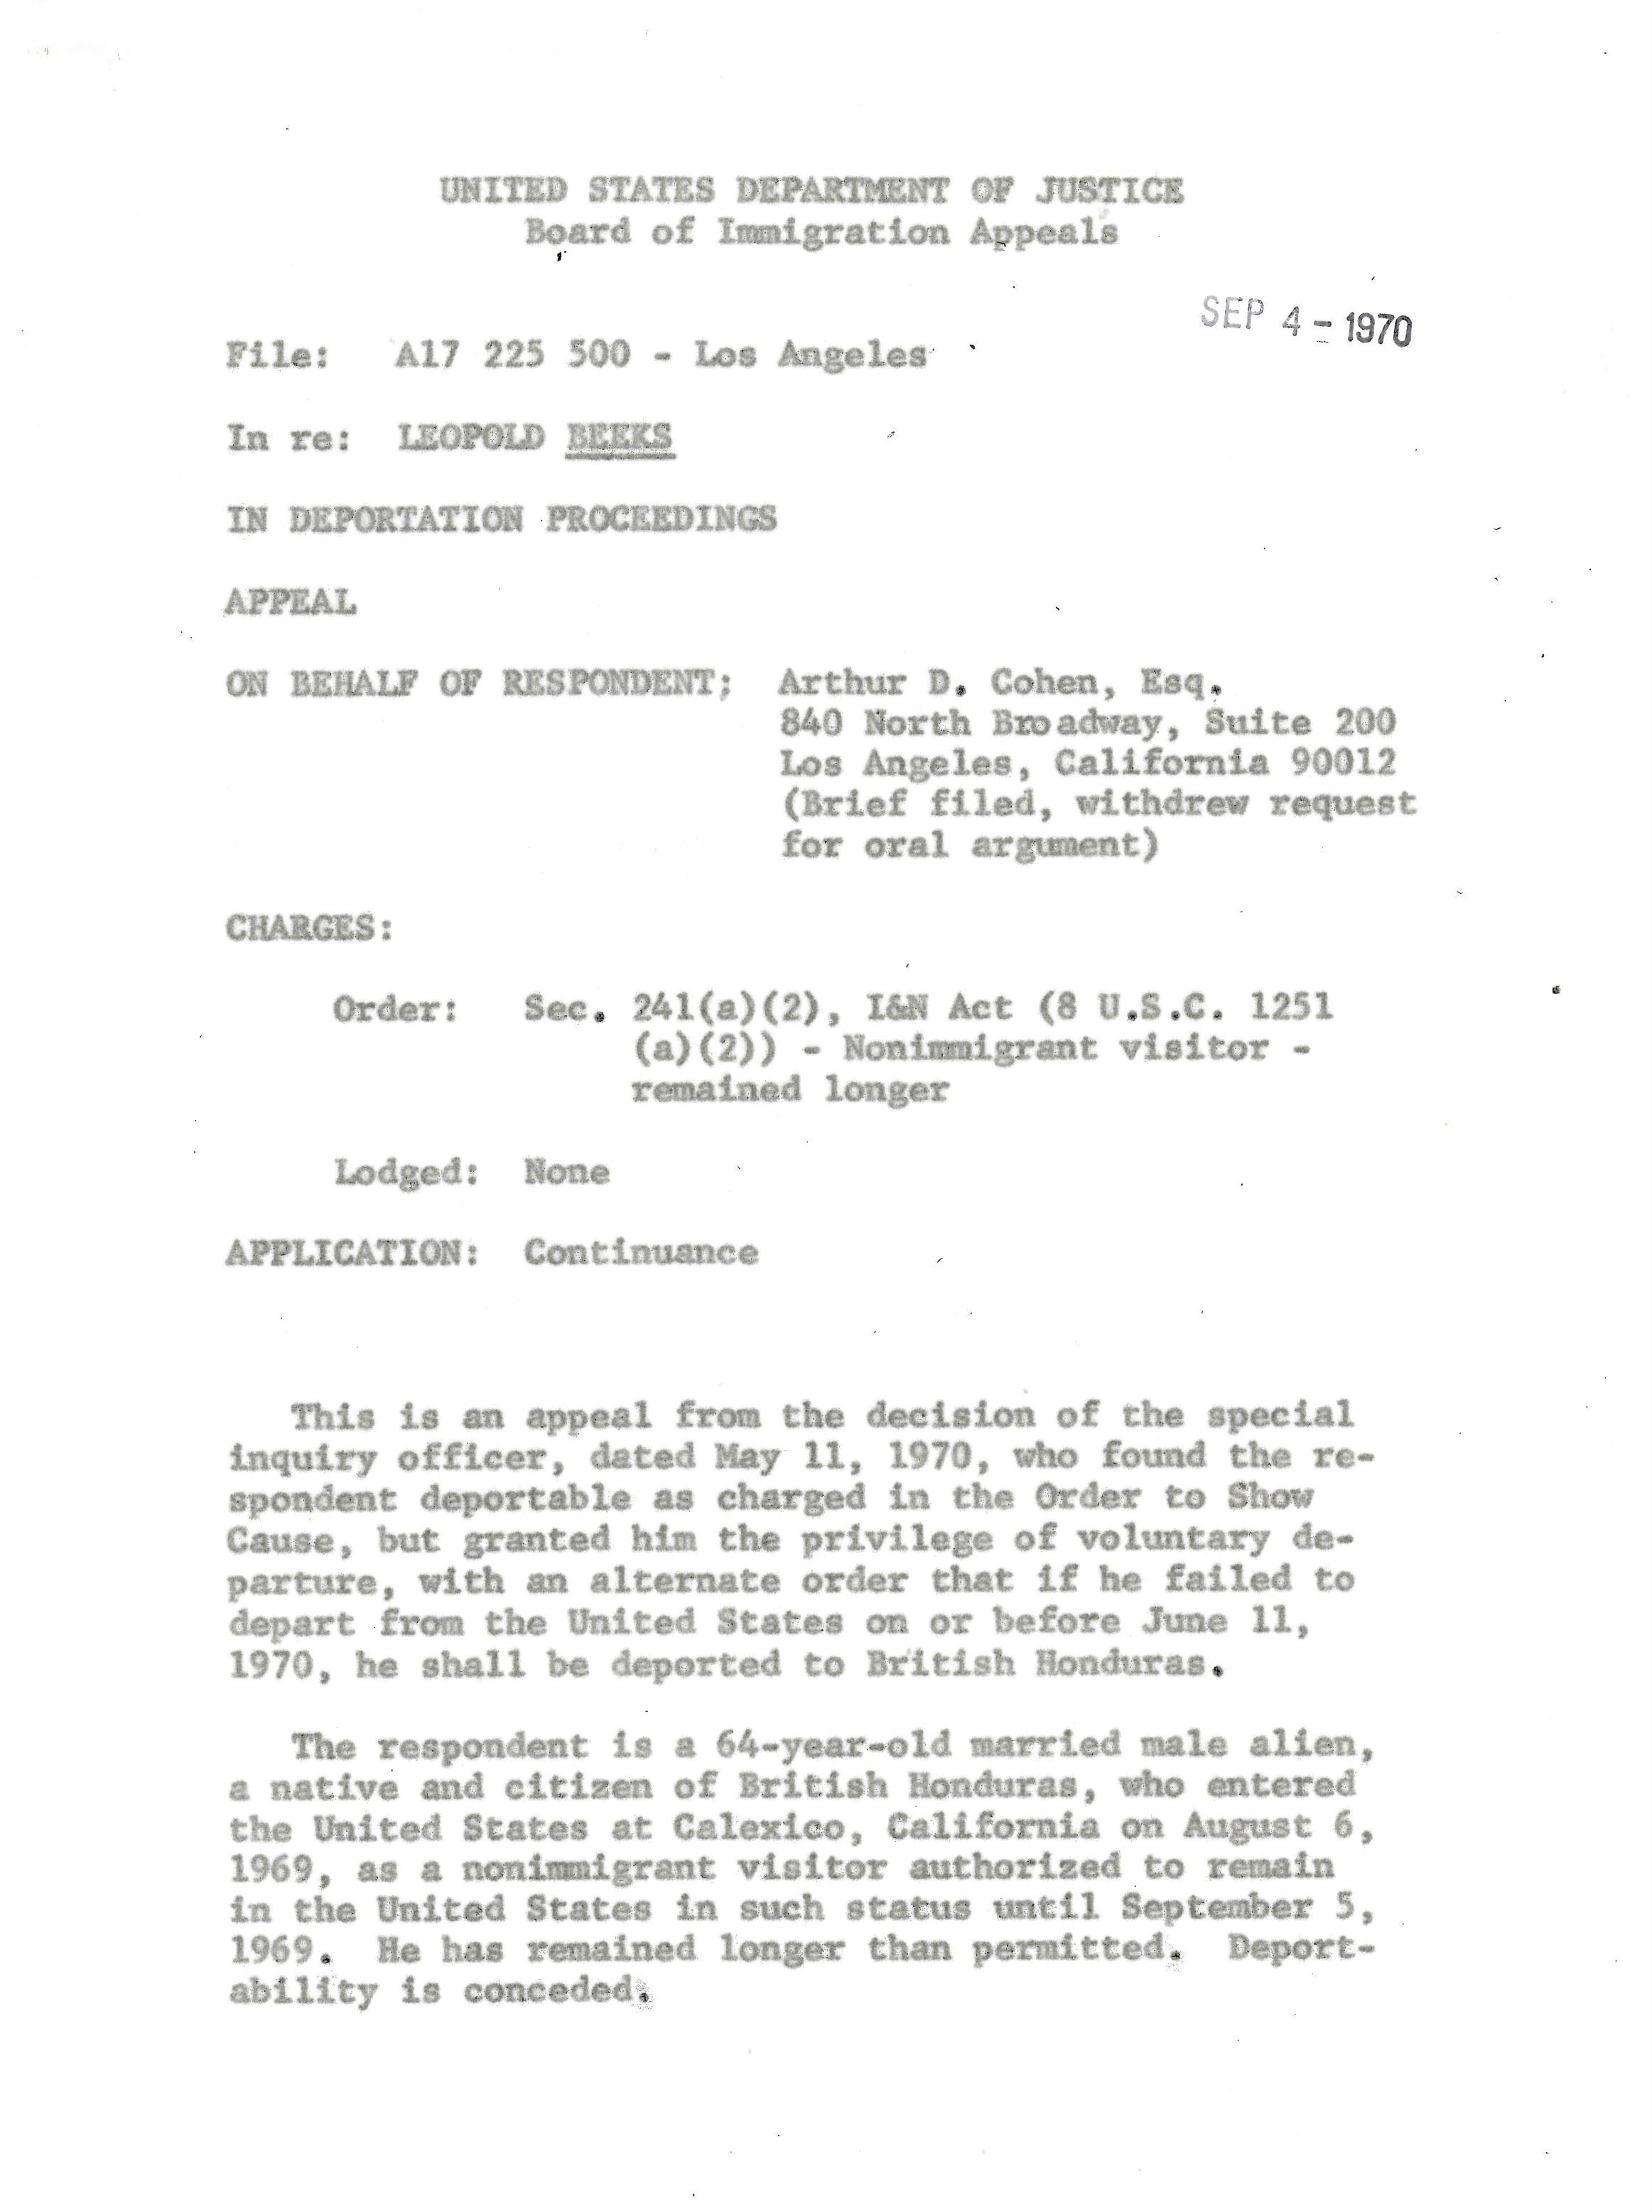 UNITED STATES DEPARTMENT OF JUSTICE
Board of Immigration Appeals
SEP 4 - 1970
File: A17 225 500 - Los Angeles
In re: LEOPOLD BEEKS
IN DEPORTATION PROCEEDINGS
APPEAL
ON BEHALF OF RESPONDENT; Arthur D. Cohen, Esq.
840 North Broadway, Suite 200
Los Angeles, California 90012
(Brief filed, withdrew request
for oral argument)
CHARGES:
Order: Sec. 241(a)(2), I&N Act (8 U.S.C. 1251
(a)(2)) - Nonimmigrant visitor -
remained longer
Lodged: None
APPLICATION: Continuance
This is an appeal from the decision of the special
inquiry officer, dated May 11, 1970, who found the re-
spondent deportable as charged in the Order to Show
Cause, but granted him the privilege of voluntary de-
parture, with an alternate order that if he failed to
depart from the United States on or before June 11,
1970, he shall be deported to British Honduras.
The respondent is a 64-year-old married male alien,
a native and citizen of British Honduras, who entered
the United States at Calexico, California on August 6,
1969, as a nonimmigrant visitor authorized to remain
in the United States in such status until September 5,
1969. He has remained longer than permitted. Deport-
ability is conceded.